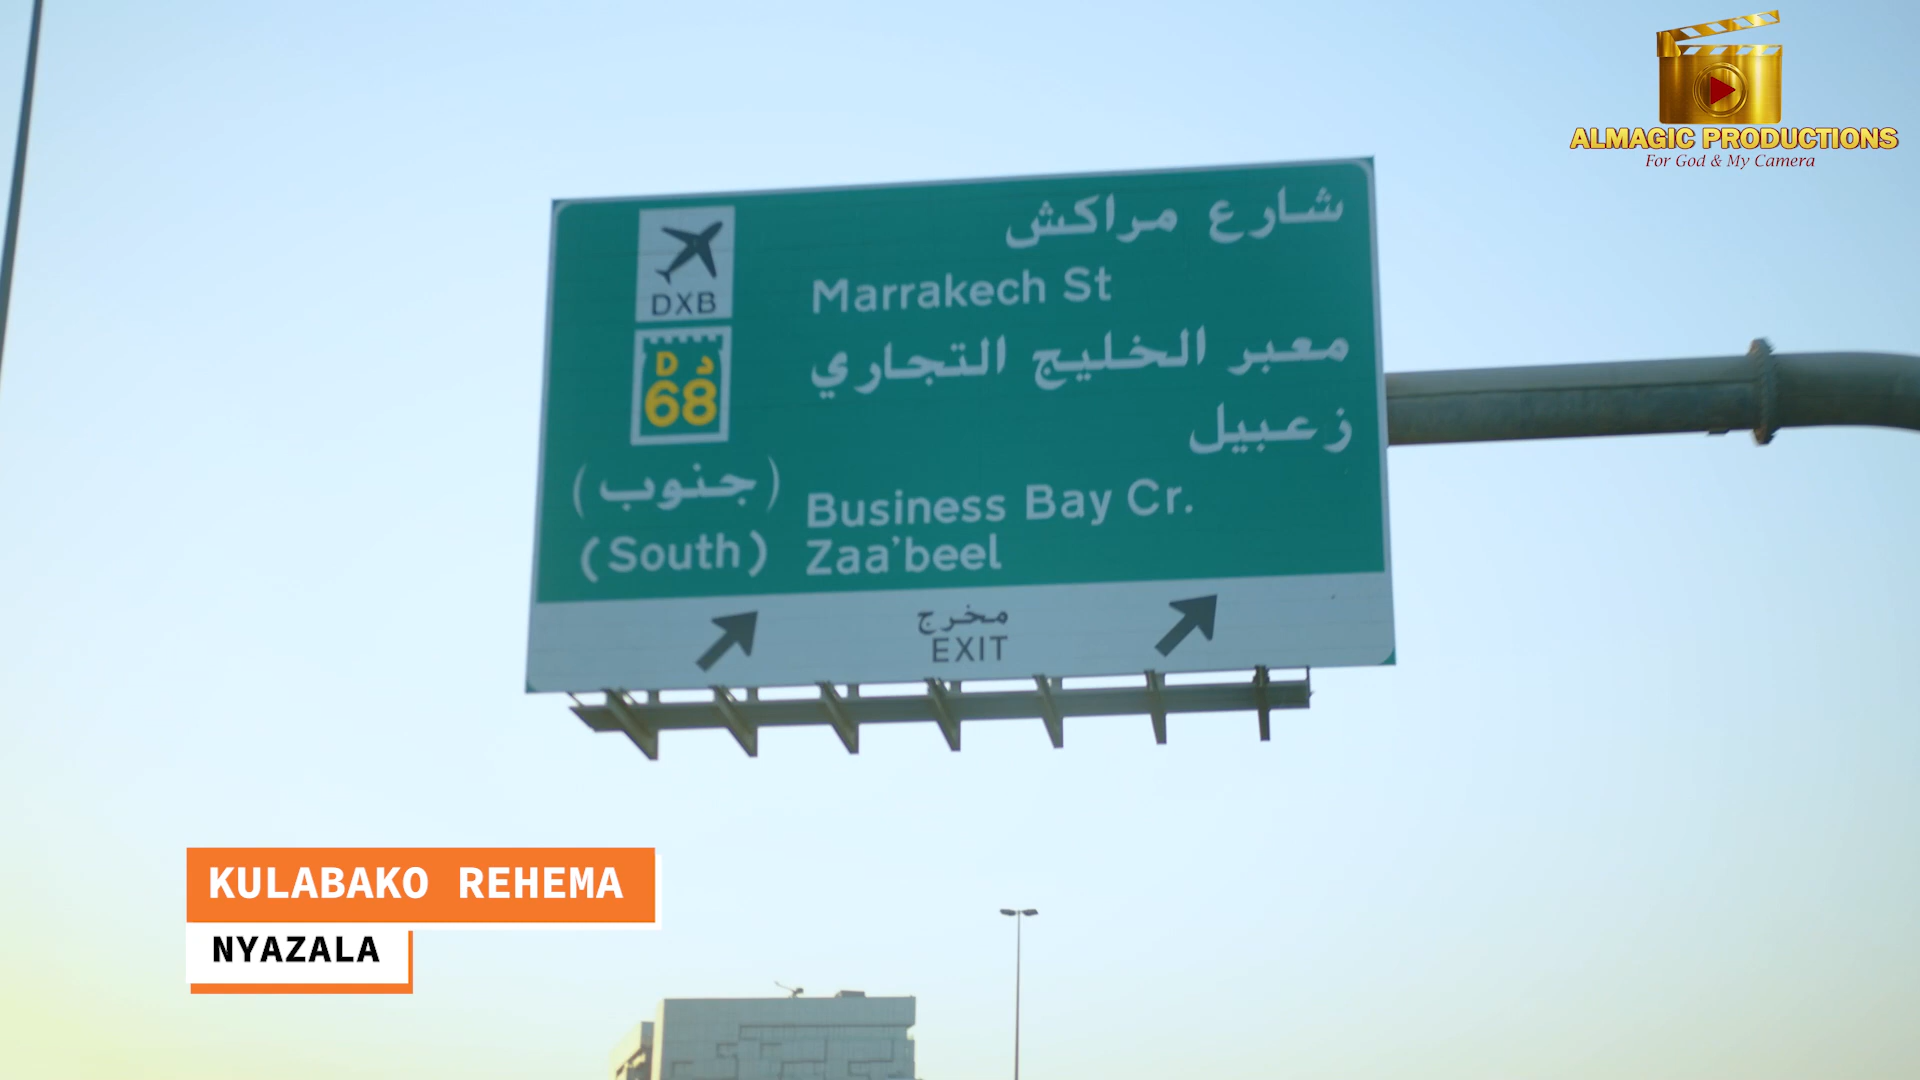 ALMAGIC PRODUCTIONS
For God & My Camera
شارع مراكش
DXB
Marrakech St
معبر الخليج التجاري
D د
68
زعبيل
(جنوب)
Business Bay Cr.
(South)
Zaa'beel
مخرج
EXIT
KULABAKO REHEMA
NYAZALA